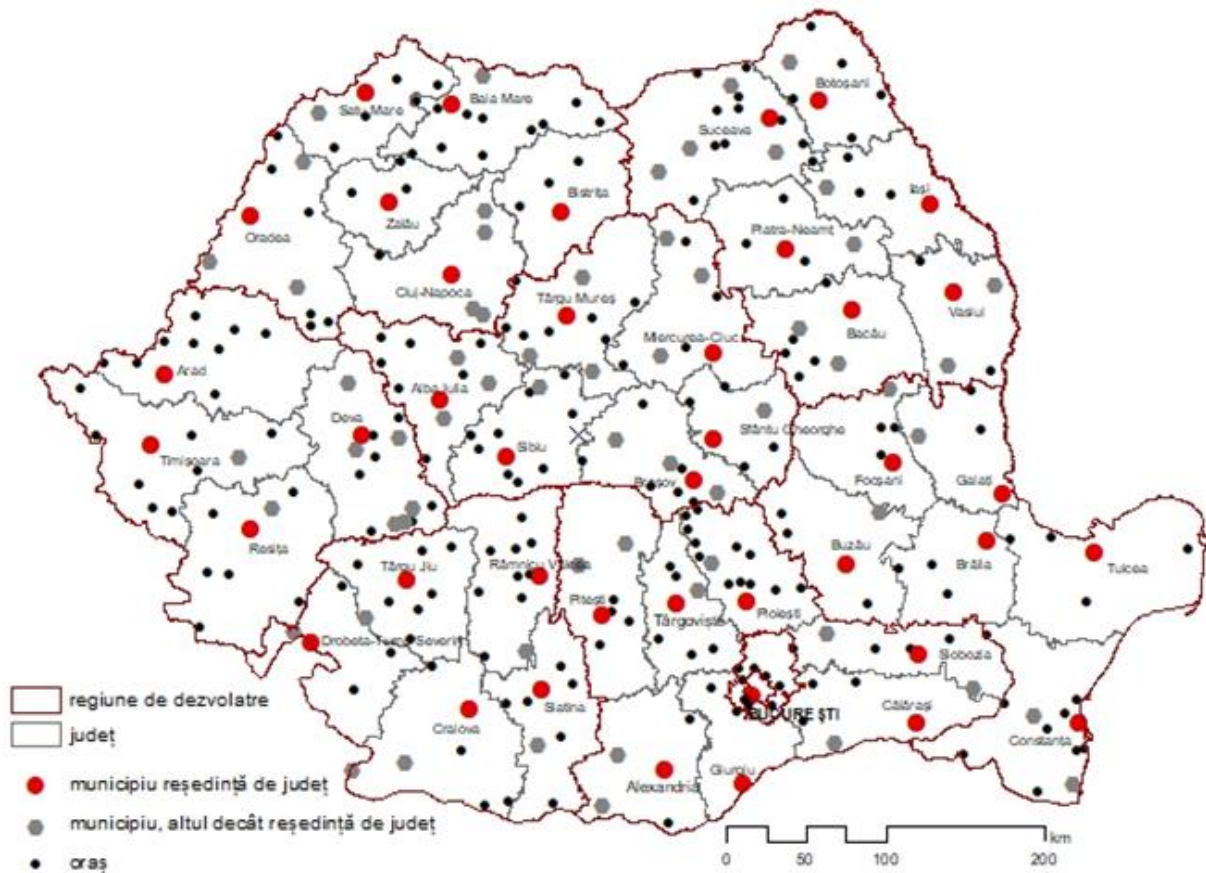 Botoșani
Satu Mare
Baia Mare
Suceava
Iași
Bistrița
Zalău
Oradea
Piatra-Neamț
Cluj-Napoca
Târgu Mureș
Vaslui
Bacău
Miercurea-Ciuc
Arad
Alba Iulia
Deva
Sfântu Gheorghe
Sibiu
Timișoara
Focșani
Galați
Brașov
Reșița
Buzău
Brăila
Tulcea
Târgu Jiu
Râmnicu Vâlcea
Pitești
Târgoviște
Ploiești
Drobeta-Turnu Severin
Slobozia
regiune de dezvolatre
Slatina
Călărași
BUCUREȘTI
județ
Craiova
Constanța
Giurgiu
municipiu reședință de județ
Alexandria
municipiu, altul decât reședință de județ
km
oraș
0 50 100 200